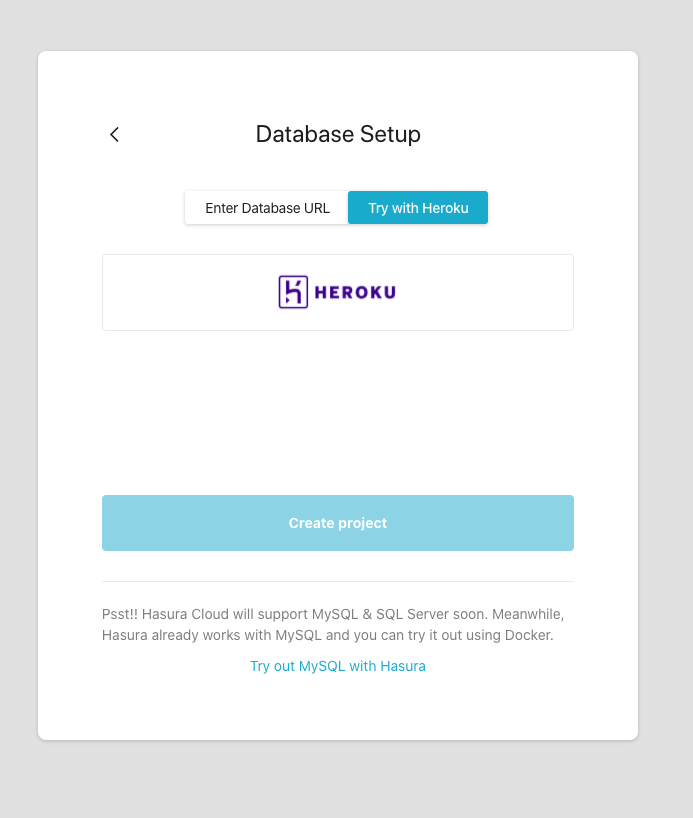 Database Setup
Enter Database URL
Try with Heroku
HEROKU
Create project
Psst!! Hasura Cloud will support MySQL & SQL Server soon. Meanwhile,
Hasura already works with MySQL and you can try it out using Docker.
Try out MySQL with Hasura